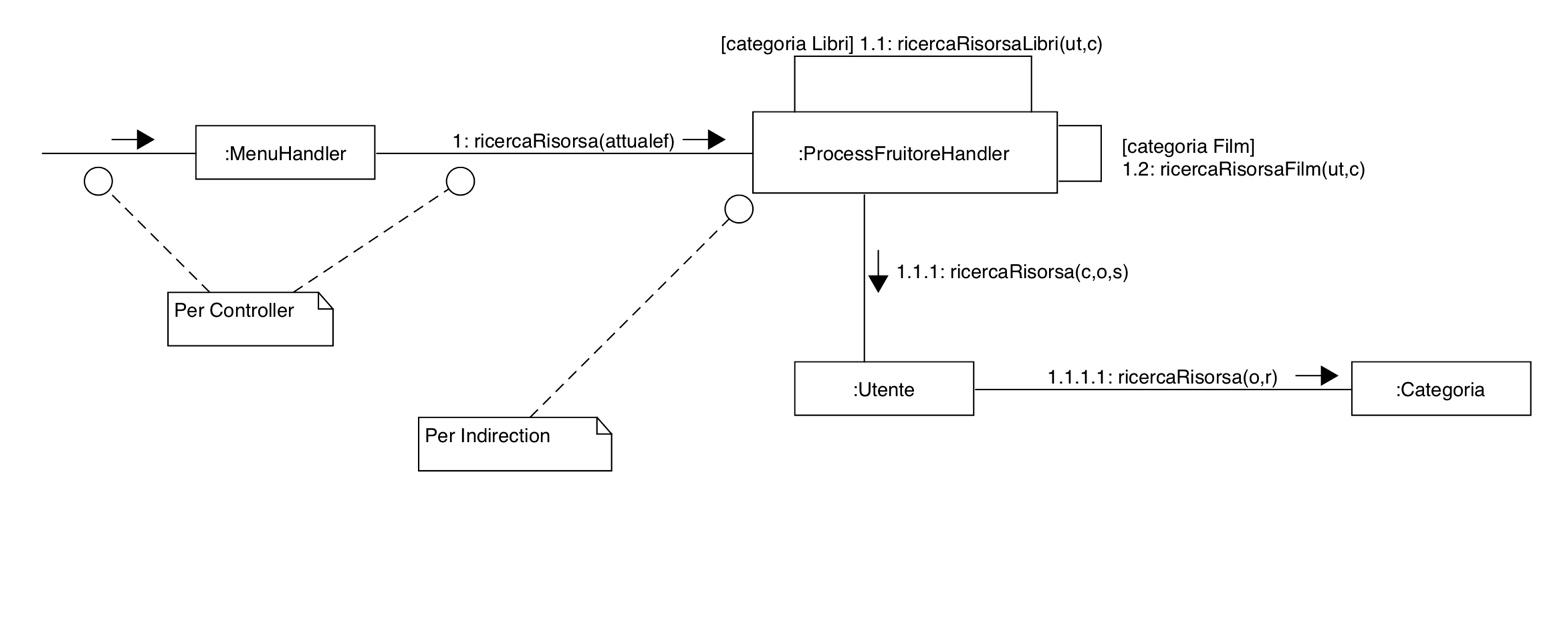 [categoria Libri] 1.1: ricercaRisorsaLibri(ut,c)
1: ricercaRisorsa(attualef)
:MenuHandler
:ProcessFruitoreHandler
[categoria Film]
1.2: ricercaRisorsaFilm(ut,c)
1.1.1: ricercaRisorsa(c,o,s)
Per Controller
1.1.1.1: ricercaRisorsa(o,r)
:Utente
:Categoria
Per Indirection